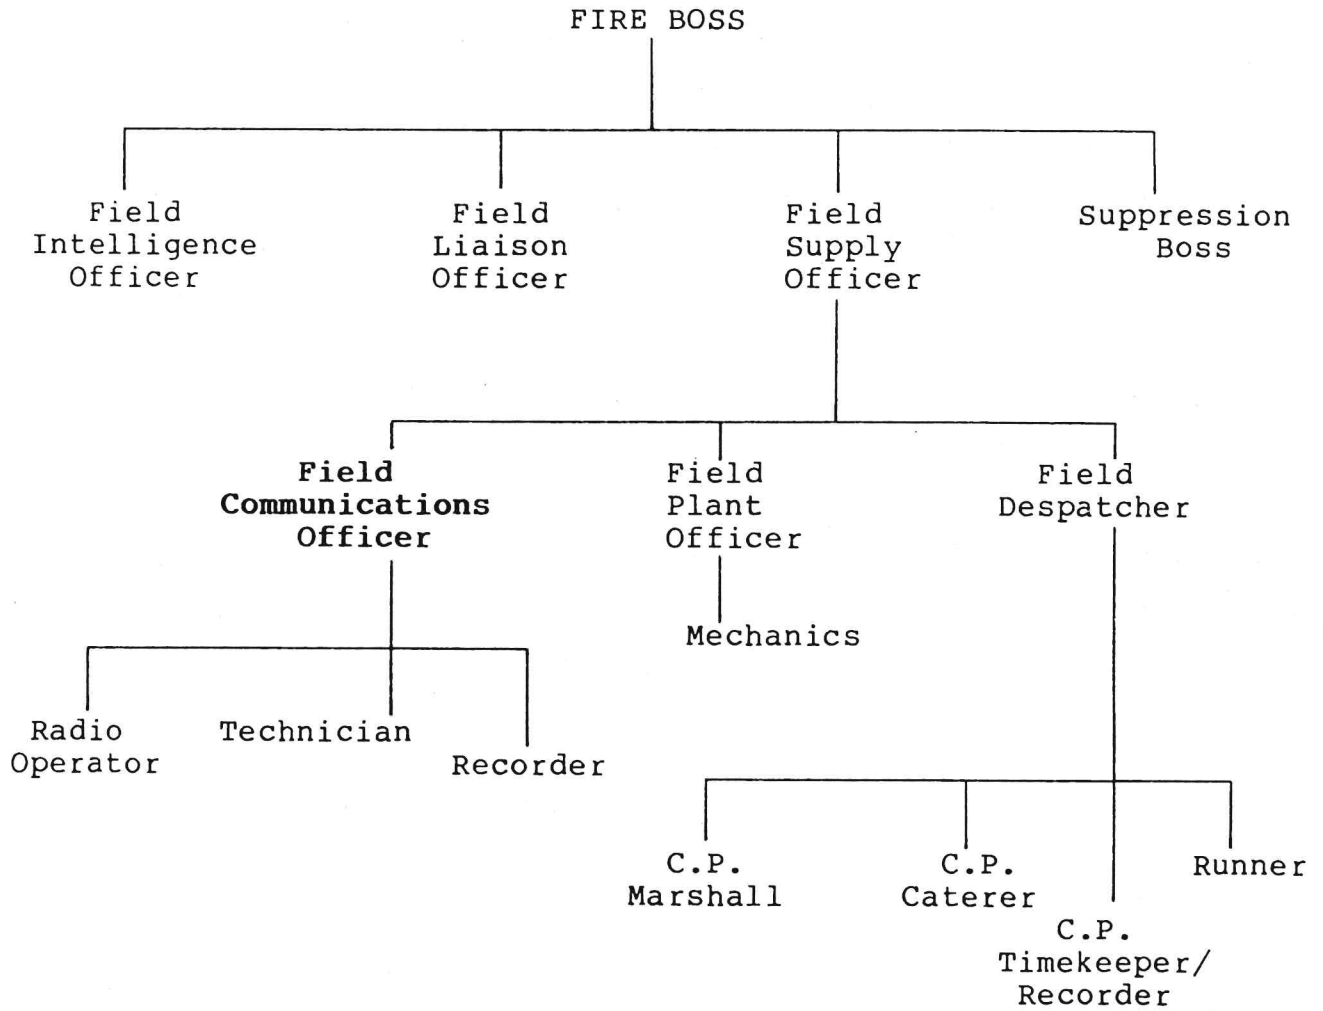 FIRE BOSS
Field
Intelligence
Officer
Field
Liaison
Officer
Field
Supply
Officer
Suppression
Boss
Field
Communications
Officer
Field
Plant
Officer
Field
Despatcher
Mechanics
Radio
Operator
Technician
Recorder
C.P.
Marshall
C.P.
Caterer
C.P.
Timekeeper/
Recorder
Runner